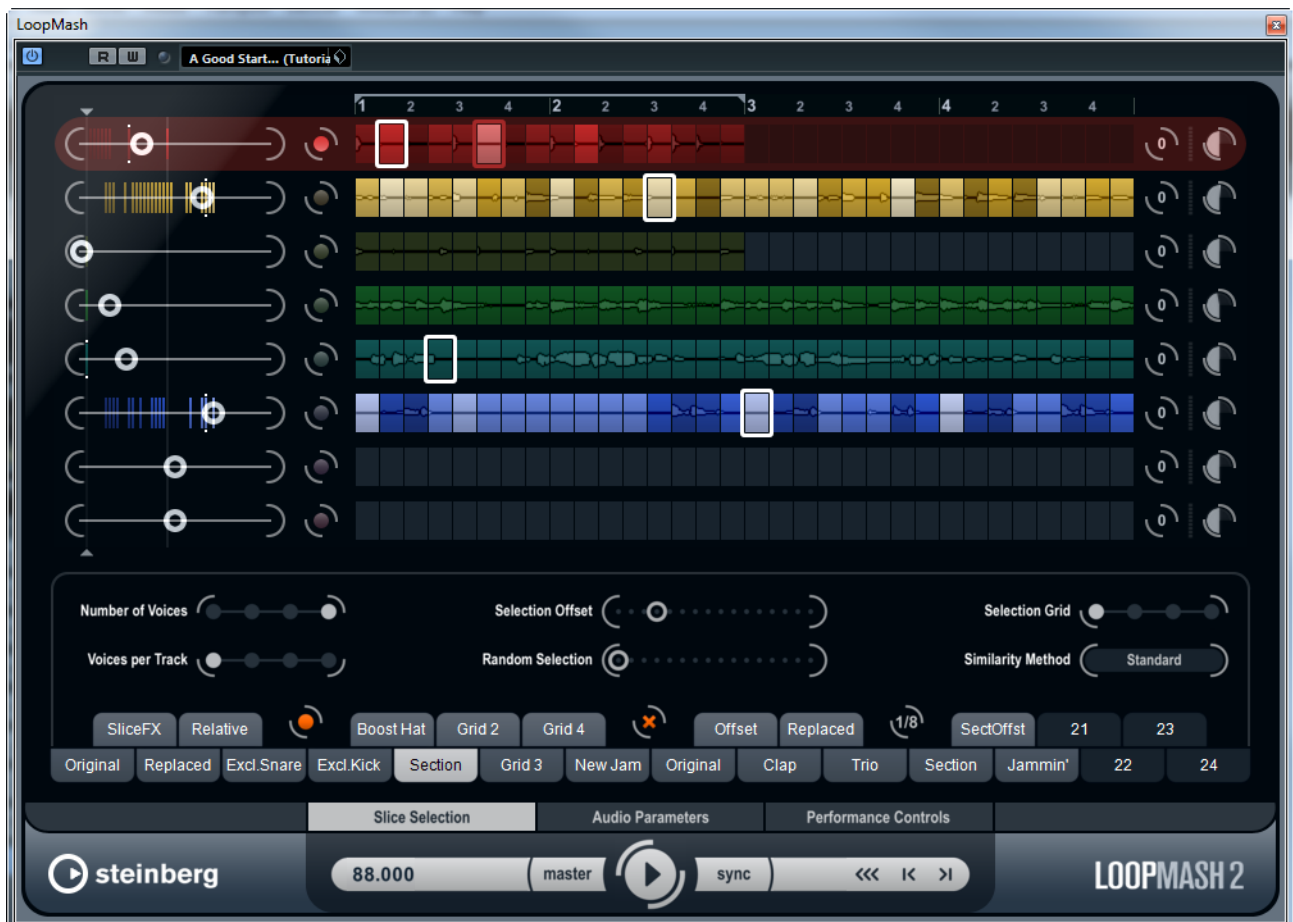 LoopMash
R W A Good Start... (Tutoria
1 2 3 4 2 2 3 4 3 2 3 4 4 2 3 4
0
0
0
0
0
0
0
0
Number of Voices Selection Offset Selection Grid
Voices per Track Random Selection Similarity Method Standard
SliceFX Relative Boost Hat Grid 2 Grid 4 Offset Replaced 1/8 SectOffst 21 23
Original Replaced Excl.Snare Excl.Kick Section Grid 3 New Jam Original Clap Trio Section Jammin' 22 24
Slice Selection Audio Parameters Performance Controls
steinberg 88.000 master sync LOOPMASH 2